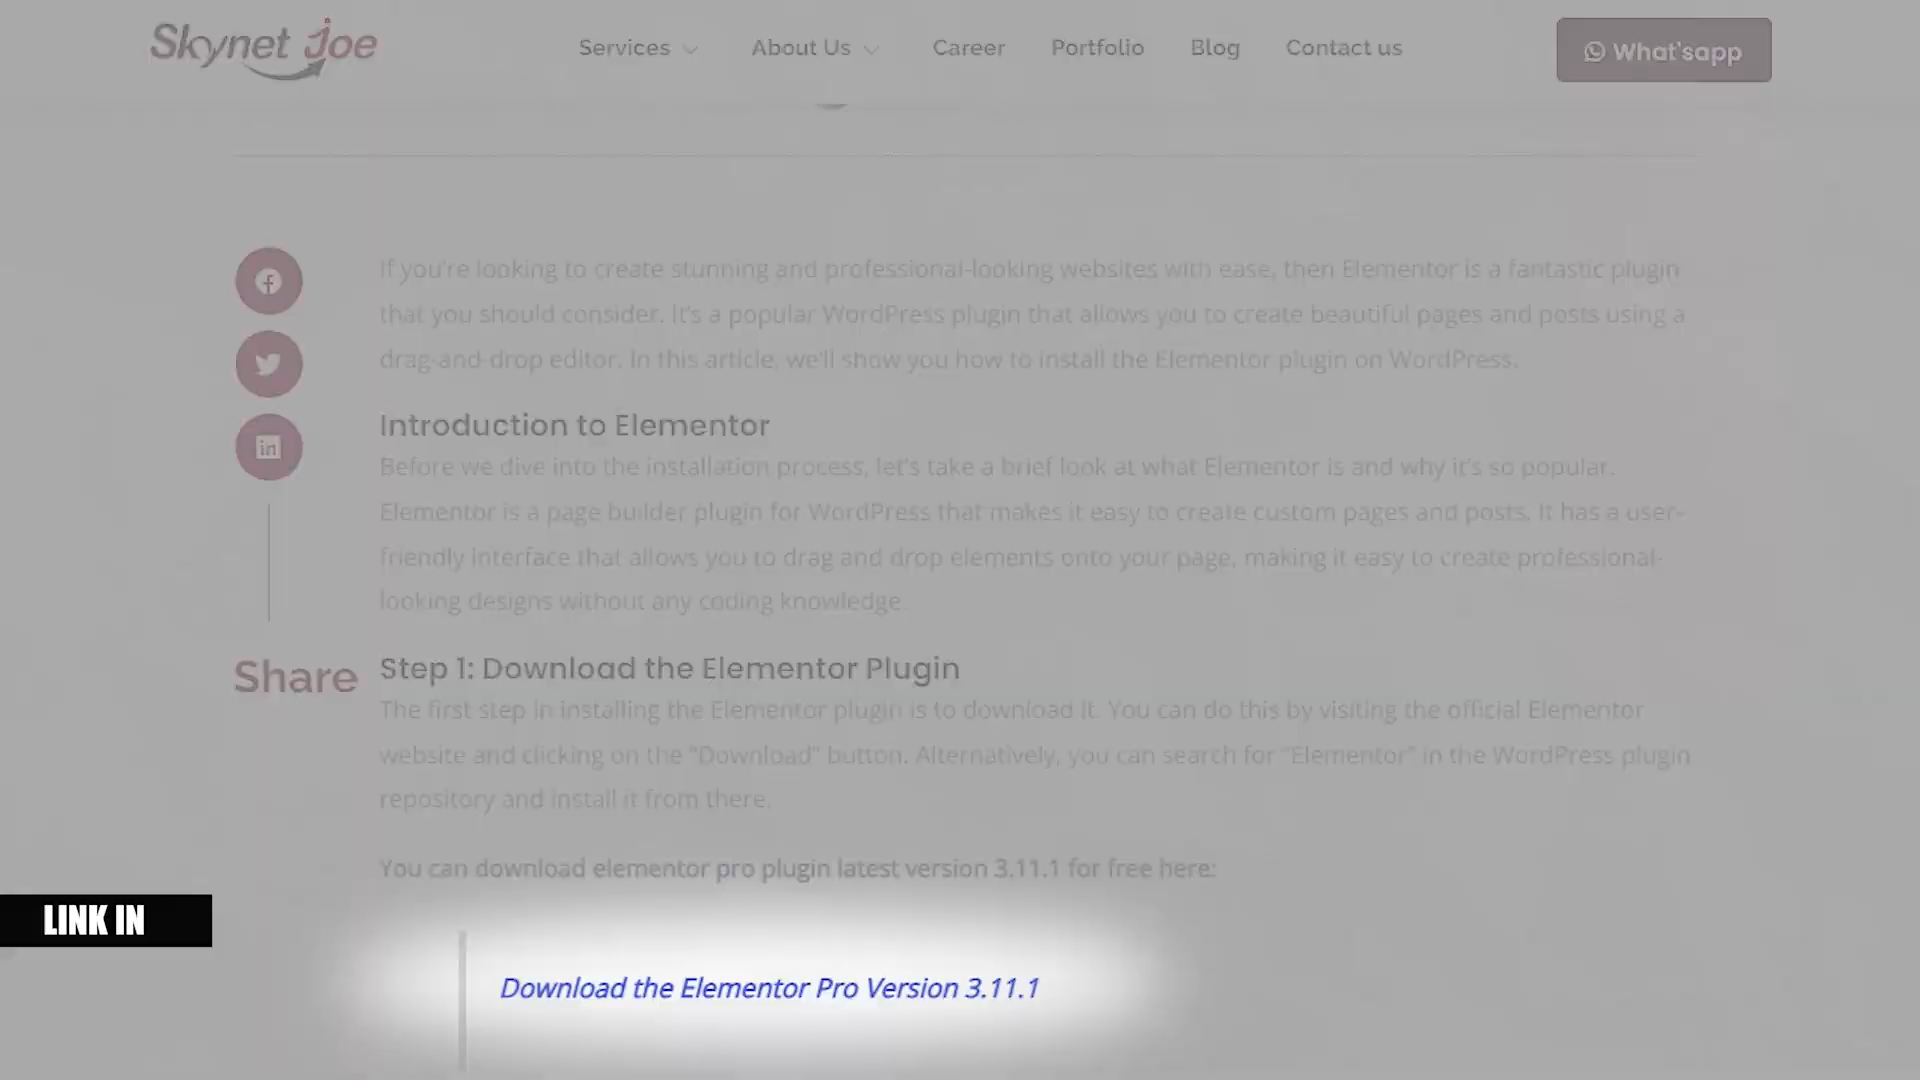 Skynet Joe
Services
About Us
Career
Portfolio
Blog
Contact us
What'sapp
If you're looking to create stunning and professional-looking websites with ease, then Elementor is a fantastic plugin
that you should consider. It's a popular WordPress plugin that allows you to create beautiful pages and posts using a
drag-and-drop editor. In this article, we'll show you how to install the Elementor plugin on WordPress.
Introduction to Elementor
Before we dive into the installation process, let's take a brief look at what Elementor is and why it's so popular.
Elementor is a page builder plugin for WordPress that makes it easy to create custom pages and posts. It has a user-
friendly interface that allows you to drag and drop elements onto your page, making it easy to create professional-
looking designs without any coding knowledge.
Share
Step 1: Download the Elementor Plugin
The first step in installing the Elementor plugin is to download it. You can do this by visiting the official Elementor
website and clicking on the "Download" button. Alternatively, you can search for "Elementor" in the WordPress plugin
repository and install it from there.
You can download elementor pro plugin latest version 3.11.1 for free here:
LINK IN
Download the Elementor Pro Version 3.11.1